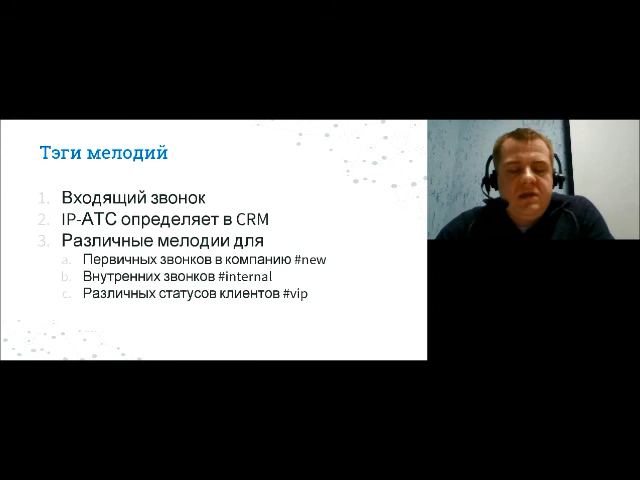 Тэги мелодий
1. Входящий звонок
2. IP-АТС определяет в CRM
3. Различные мелодии для
a. Первичных звонков в компанию #new
b. Внутренних звонков #internal
c. Различных статусов клиентов #vip